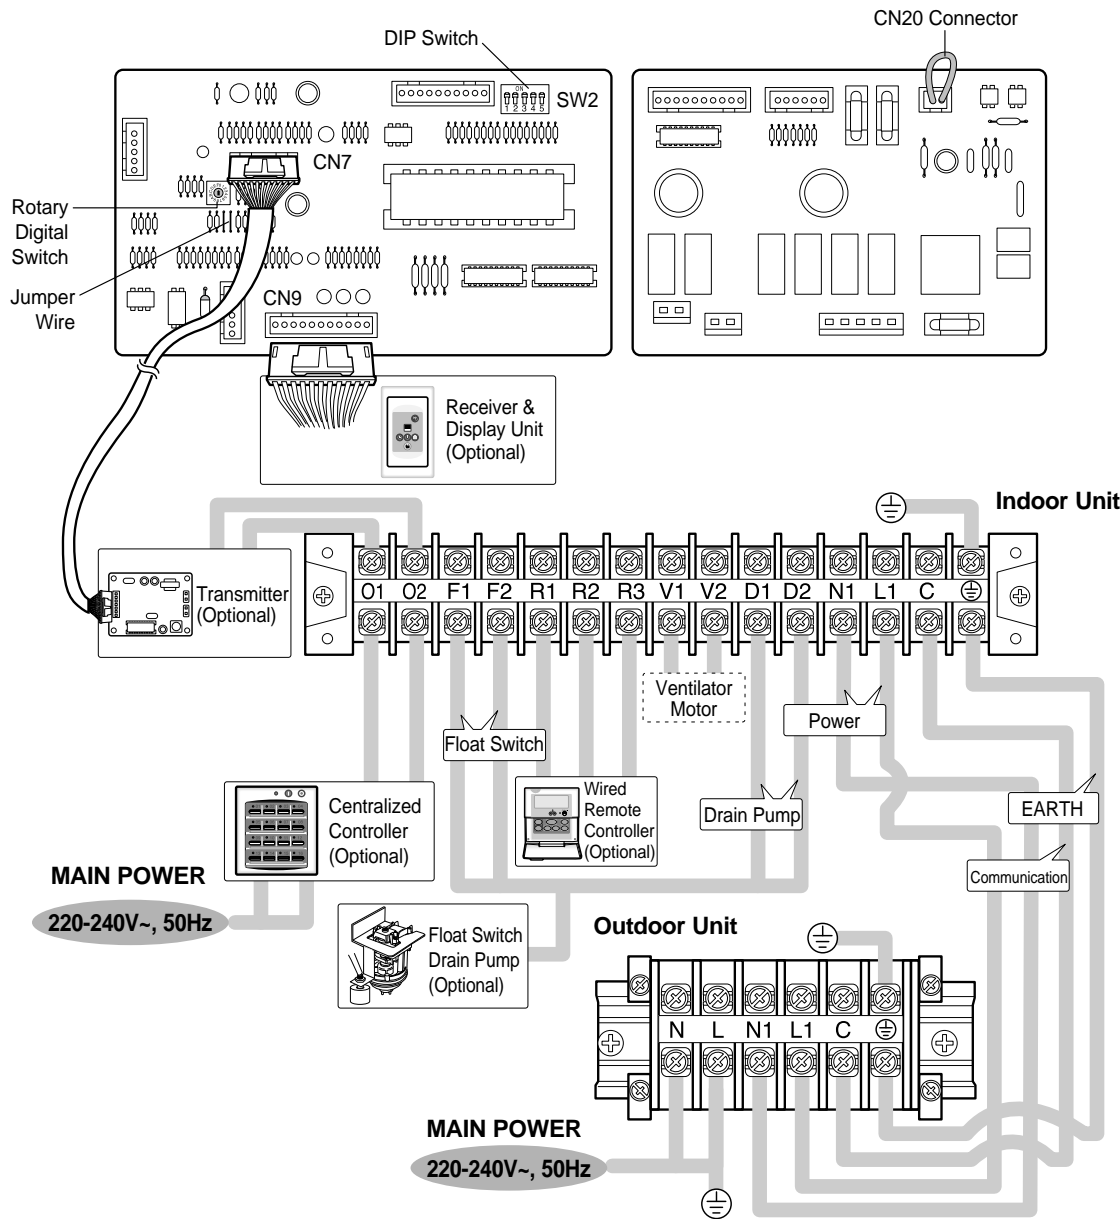 CN20 Connector
DIP Switch
ON
1 2 3 4 5
SW2
CN7
Rotary
Digital
Switch
Jumper
Wire
CN9
Receiver &
Display Unit
(Optional)
Indoor Unit
Transmitter
(Optional)
O1 O2 F1 F2 R1 R2 R3 V1 V2 D1 D2 N1 L1 C
Ventilator
Motor
Power
Float Switch
Centralized
Controller
(Optional)
Wired
Remote
Controller
(Optional)
Drain Pump
EARTH
Communication
MAIN POWER
220-240V~, 50Hz
Float Switch
Drain Pump
(Optional)
Outdoor Unit
N L N1 L1 C
MAIN POWER
220-240V~, 50Hz